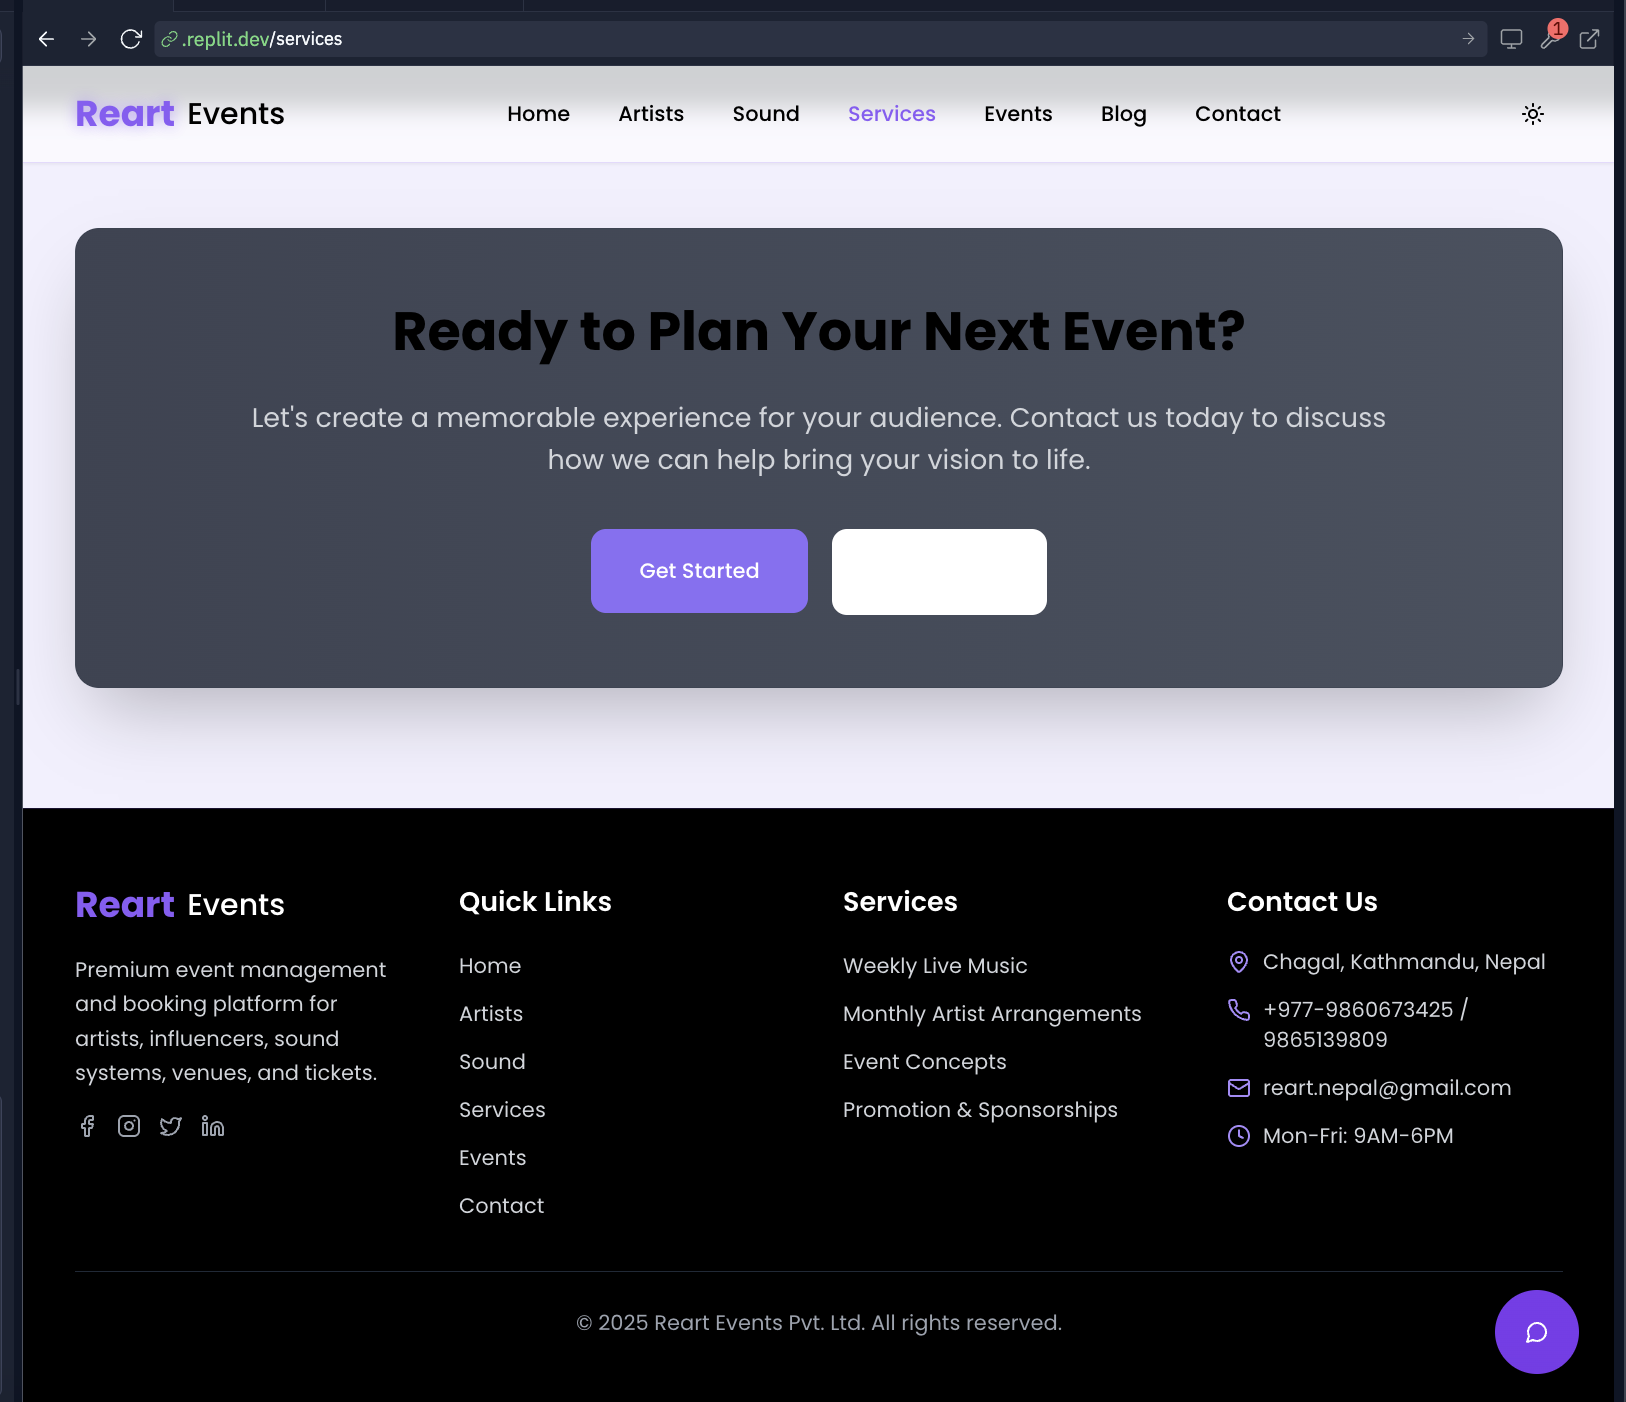 .replit.dev/services
1
Reart Events
Home
Artists
Sound
Services
Events
Blog
Contact
Ready to Plan Your Next Event?
Let's create a memorable experience for your audience. Contact us today to discuss
how we can help bring your vision to life.
Get Started
Reart Events
Premium event management
and booking platform for
artists, influencers, sound
systems, venues, and tickets.
Quick Links
Home
Artists
Sound
Services
Events
Contact
Services
Weekly Live Music
Monthly Artist Arrangements
Event Concepts
Promotion & Sponsorships
Contact Us
Chagal, Kathmandu, Nepal
+977-9860673425 /
9865139809
reart.nepal@gmail.com
Mon-Fri: 9AM-6PM
© 2025 Reart Events Pvt. Ltd. All rights reserved.